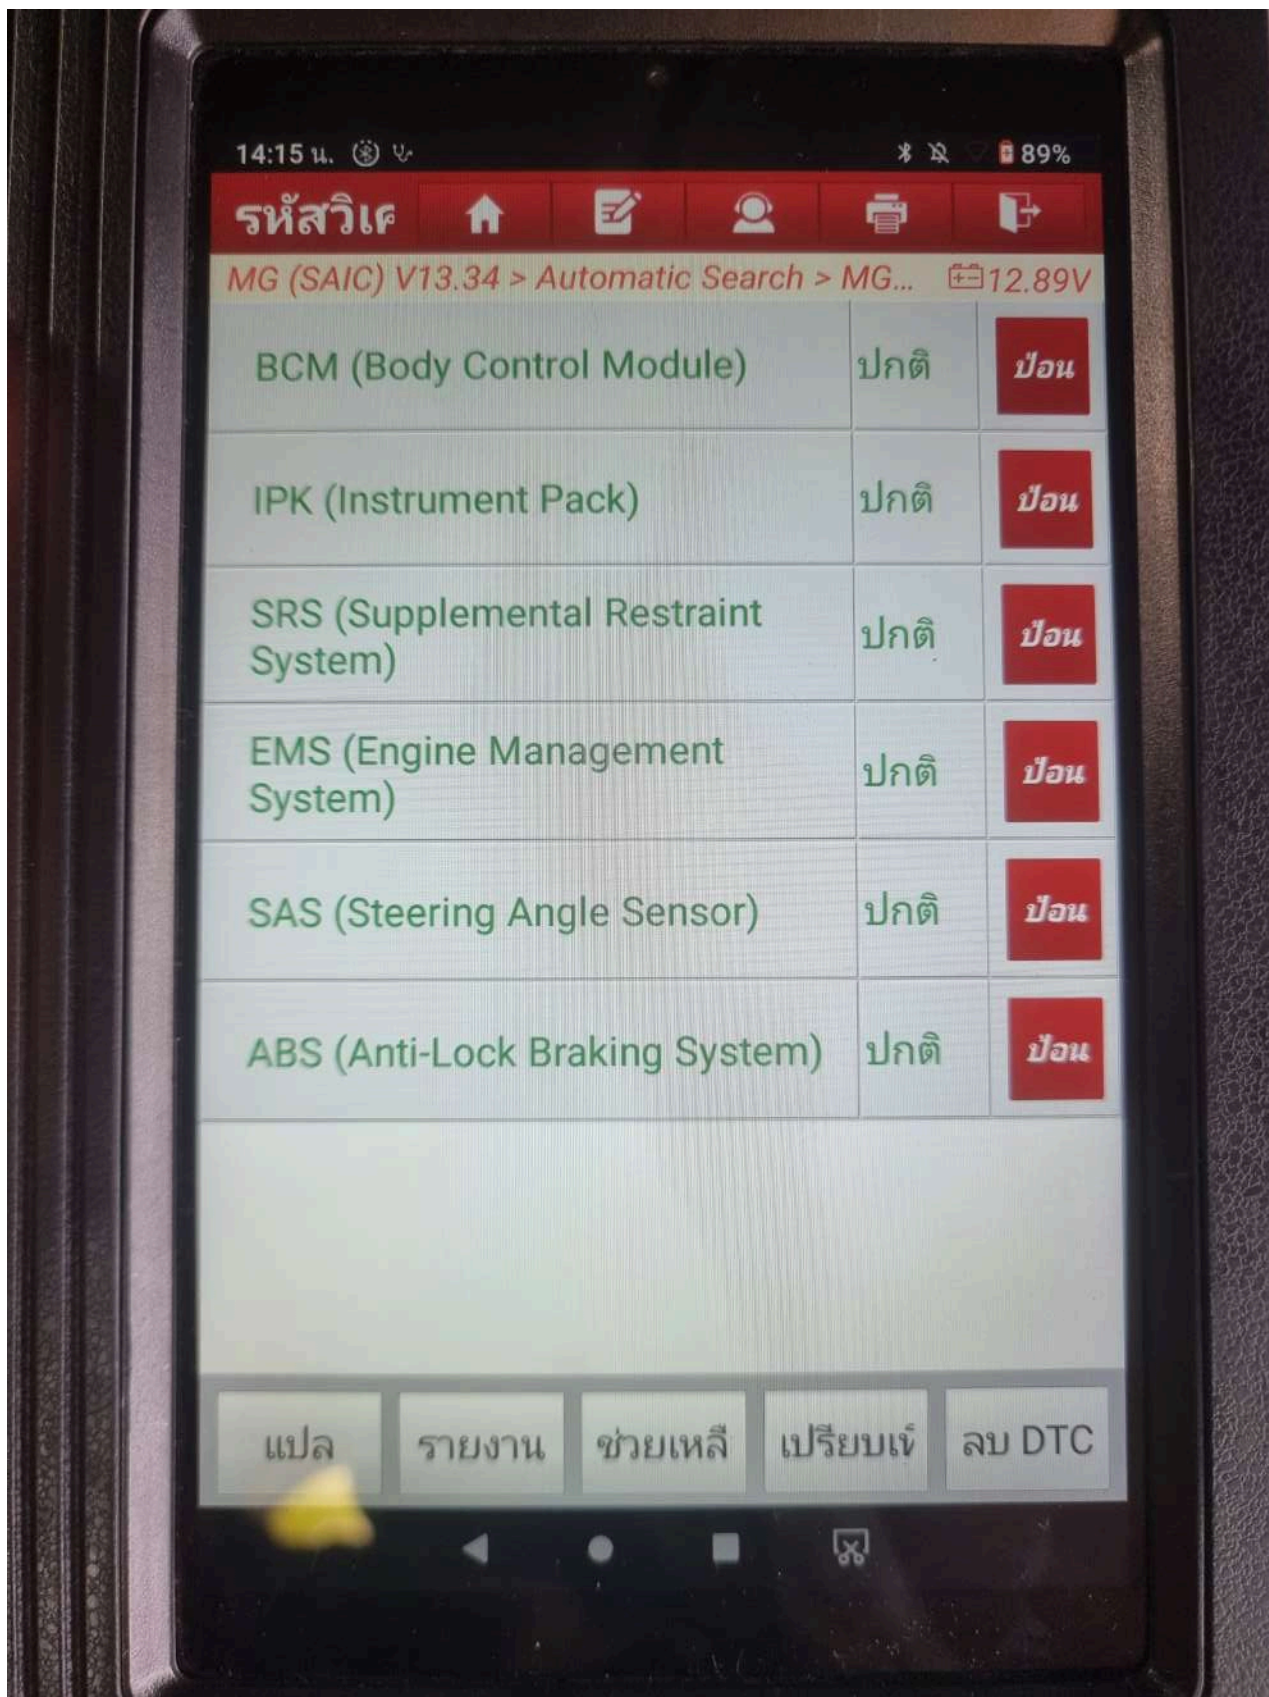 14:15 น. 89%
รหัสวิเค
MG (SAIC) V13.34 > Automatic Search > MG... 12.89V
BCM (Body Control Module) ปกติ ป้อน
IPK (Instrument Pack) ปกติ ป้อน
SRS (Supplemental Restraint
System) ปกติ ป้อน
EMS (Engine Management
System) ปกติ ป้อน
SAS (Steering Angle Sensor) ปกติ ป้อน
ABS (Anti-Lock Braking System) ปกติ ป้อน
แปล รายงาน ช่วยเหลื เปรียบเที ลบ DTC